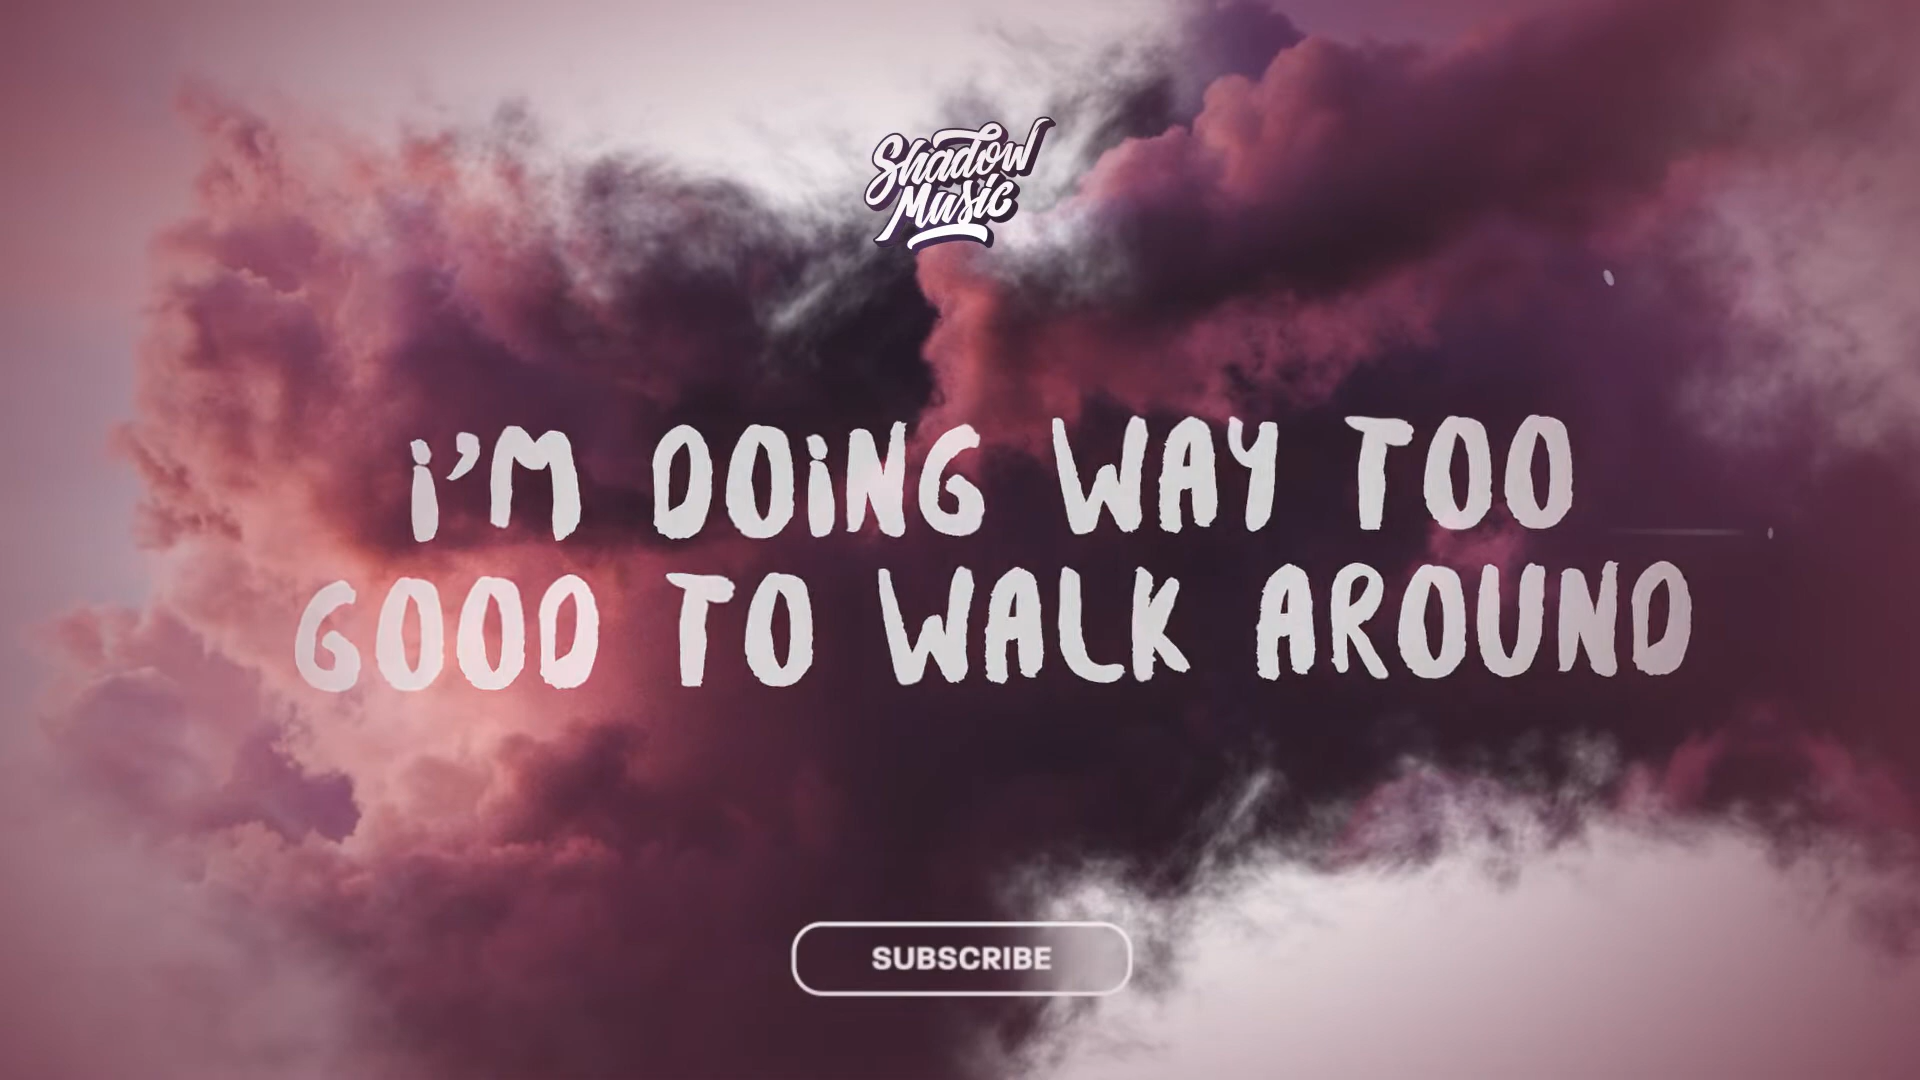 Shadow
Music
i'M DOiNG WAY TOO
GOOD TO WALK AROUND
SUBSCRIBE